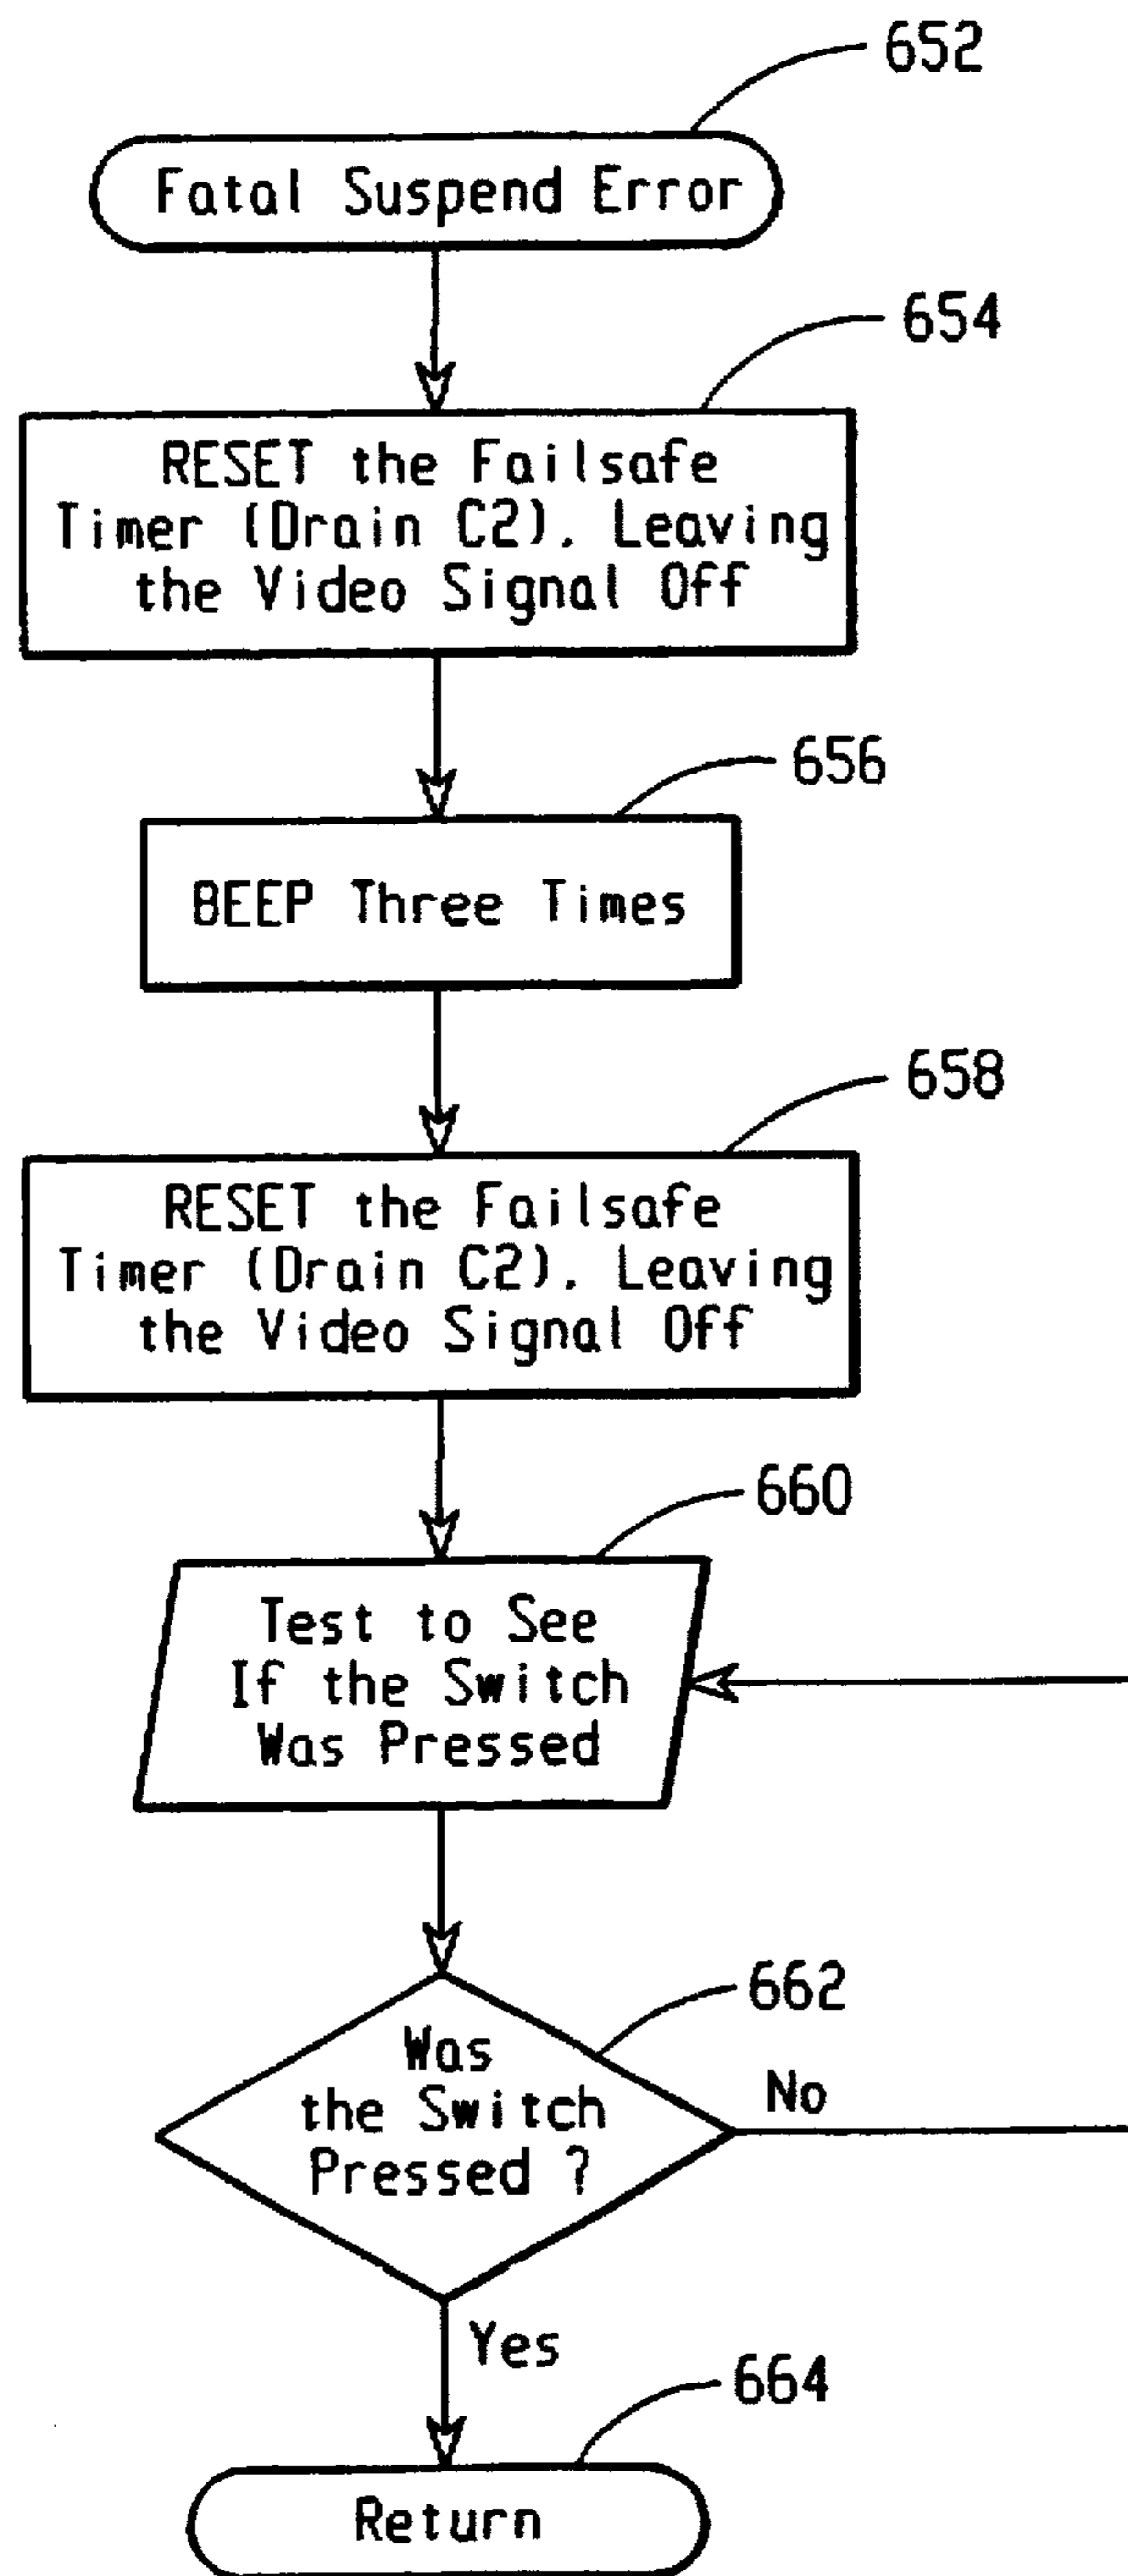 652
Fatal Suspend Error
654
RESET the Failsafe
Timer (Drain C2). Leaving
the Video Signal Off
656
BEEP Three Times
658
RESET the Failsafe
Timer (Drain C2). Leaving
the Video Signal Off
660
Test to See
If the Switch
Was Pressed
662
Was
the Switch
Pressed ?
No
Yes
664
Return